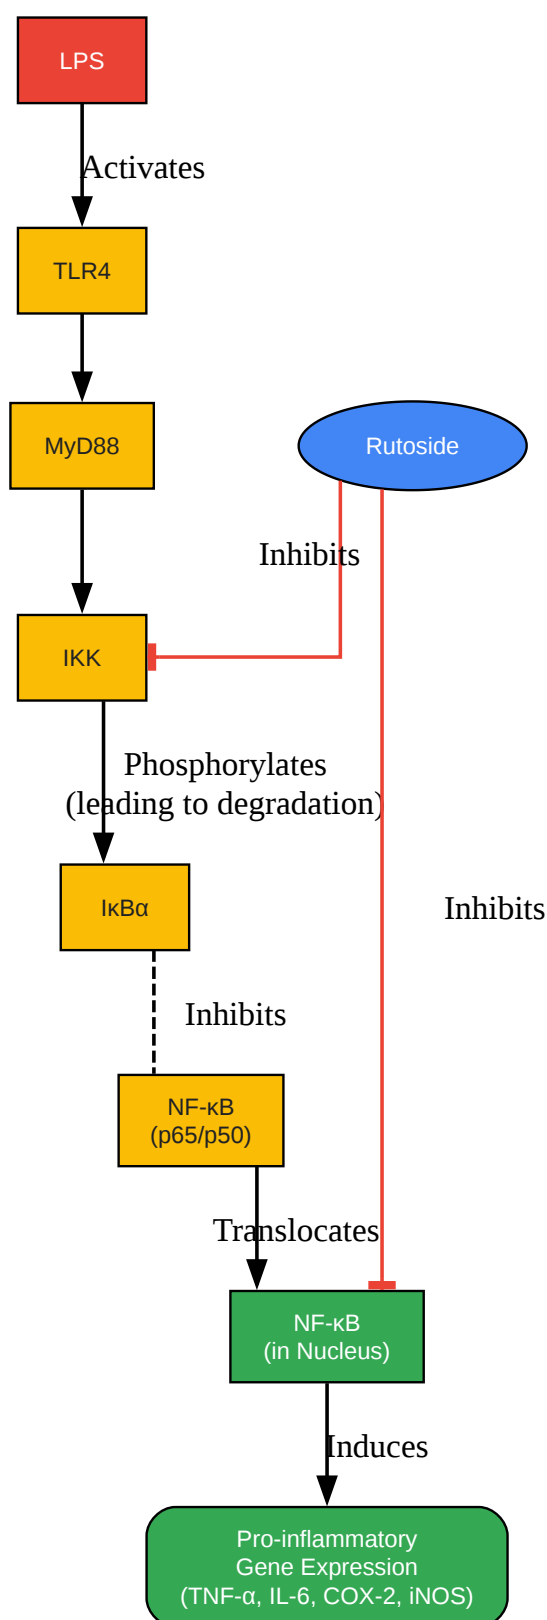 LPS
Activates
TLR4
MyD88
Rutoside
Inhibits
IKK
Phosphorylates
(leading to degradation)
IκBα
Inhibits
Inhibits
NF-κB
(p65/p50)
Translocates
NF-κB
(in Nucleus)
Induces
Pro-inflammatory
Gene Expression
(TNF-α, IL-6, COX-2, iNOS)